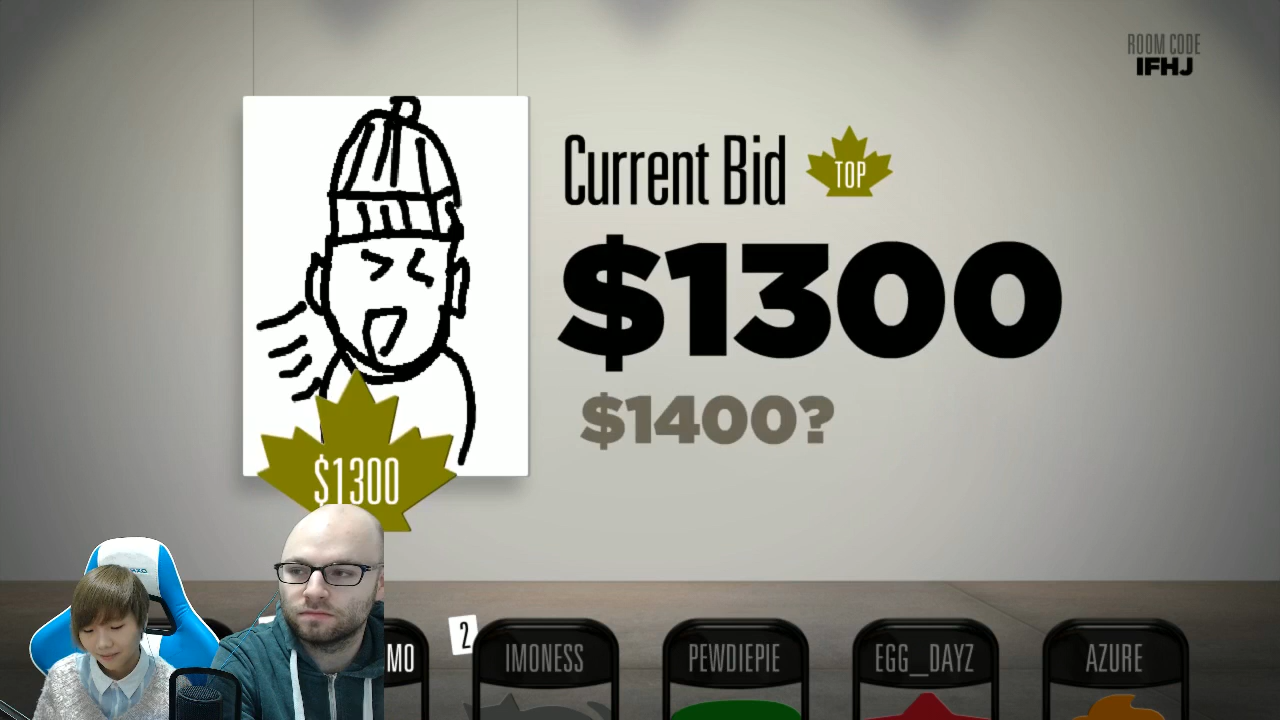 ROOM CODE
IFHJ
Current Bid
TOP
$1300
$1400?
$1300
MO
2
IMONESS
PEWDIEPIE
EGG_DAYZ
AZURE